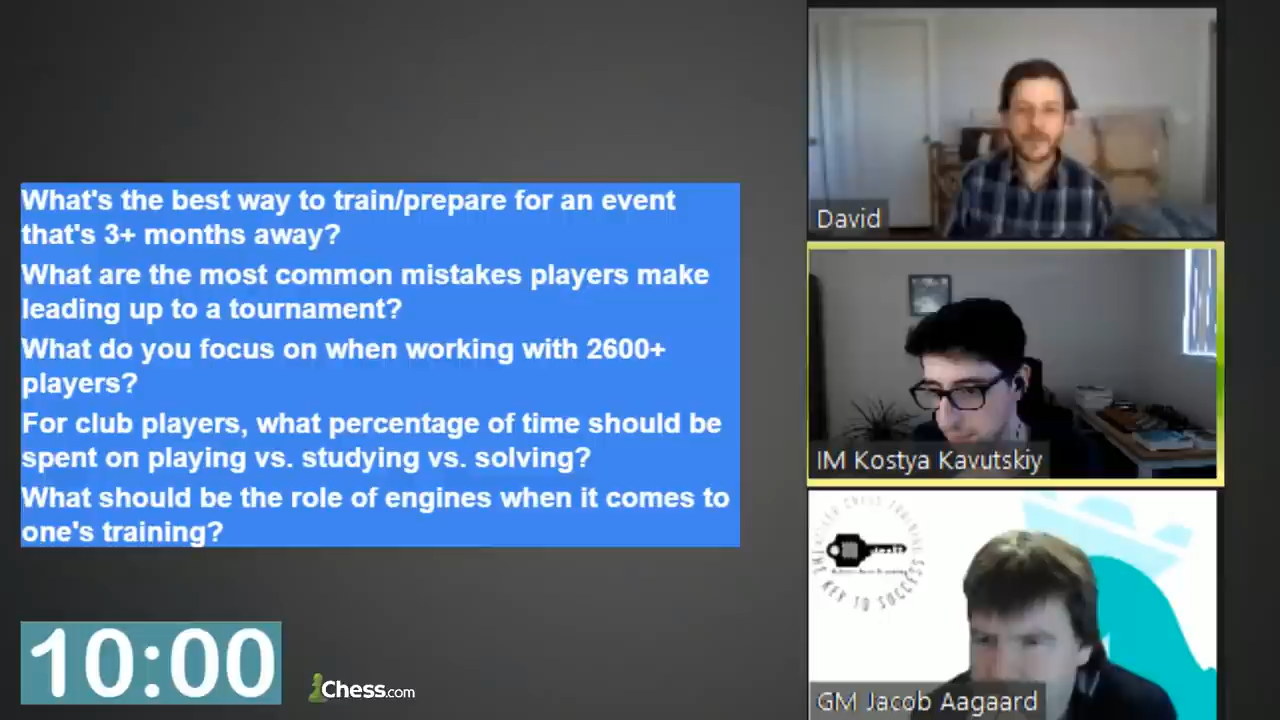 What's the best way to train/prepare for an event
that's 3+ months away?
What are the most common mistakes players make
leading up to a tournament?
What do you focus on when working with 2600+
players?
For club players, what percentage of time should be
spent on playing vs. studying vs. solving?
What should be the role of engines when it comes to
one's training?
10:00
Chess.com
David
IM Kostya Kavutskiy
THE KEY TO SUCCESS
GM Jacob Aagaard